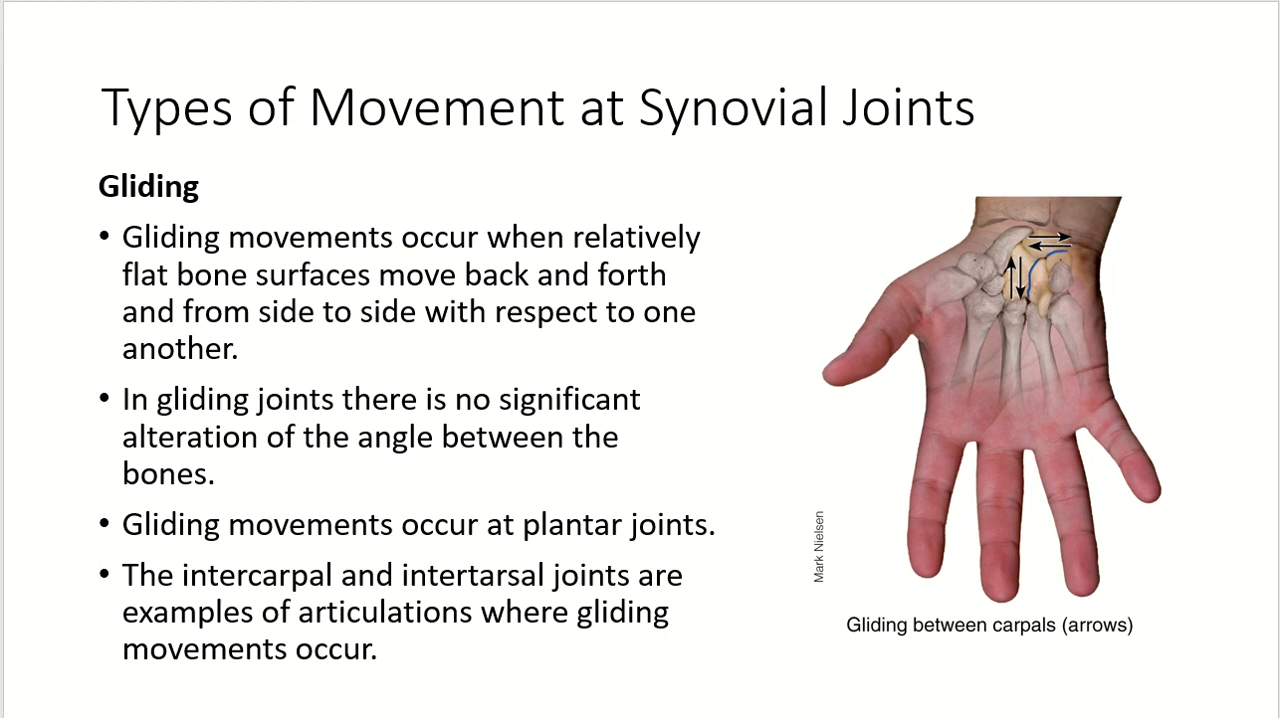 Types of Movement at Synovial Joints
Gliding
• Gliding movements occur when relatively
flat bone surfaces move back and forth
and from side to side with respect to one
another.
• In gliding joints there is no significant
alteration of the angle between the
bones.
• Gliding movements occur at plantar joints.
• The intercarpal and intertarsal joints are
examples of articulations where gliding
movements occur.
Mark Nielsen
Gliding between carpals (arrows)